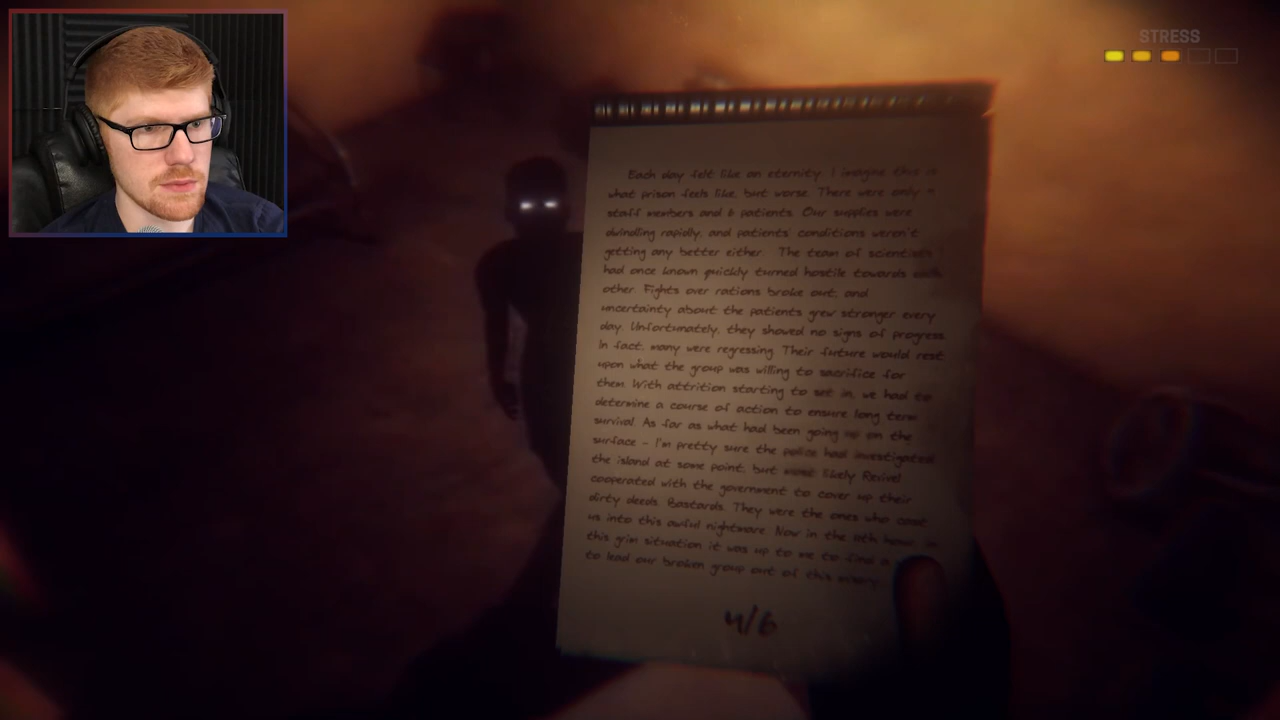 STRESS
Each day felt like an eternity. I imagine this is
what prison feels like, but worse. There were only 4
staff members and 6 patients. Our supplies were
dwindling rapidly, and patients' conditions weren't
getting any better either. The team of scientists
had once known quickly turned hostile towards each
other. Fights over rations broke out, and
uncertainty about the patients grew stronger every
day. Unfortunately, they showed no signs of progress.
In fact, many were regressing. Their future would rest
upon what the group was willing to sacrifice for
them. With attrition starting to set in, we had to
determine a course of action to ensure long term
survival. As far as what had been going up on the
surface - I'm pretty sure the police had investigated
the island at some point, but most likely Revival
cooperated with the government to cover up their
dirty deeds. Bastards. They were the ones who cast
us into this awful nightmare. Now in the 11th hour, in
this grim situation it was up to me to find a
to lead our broken group out of this misery.
4/6